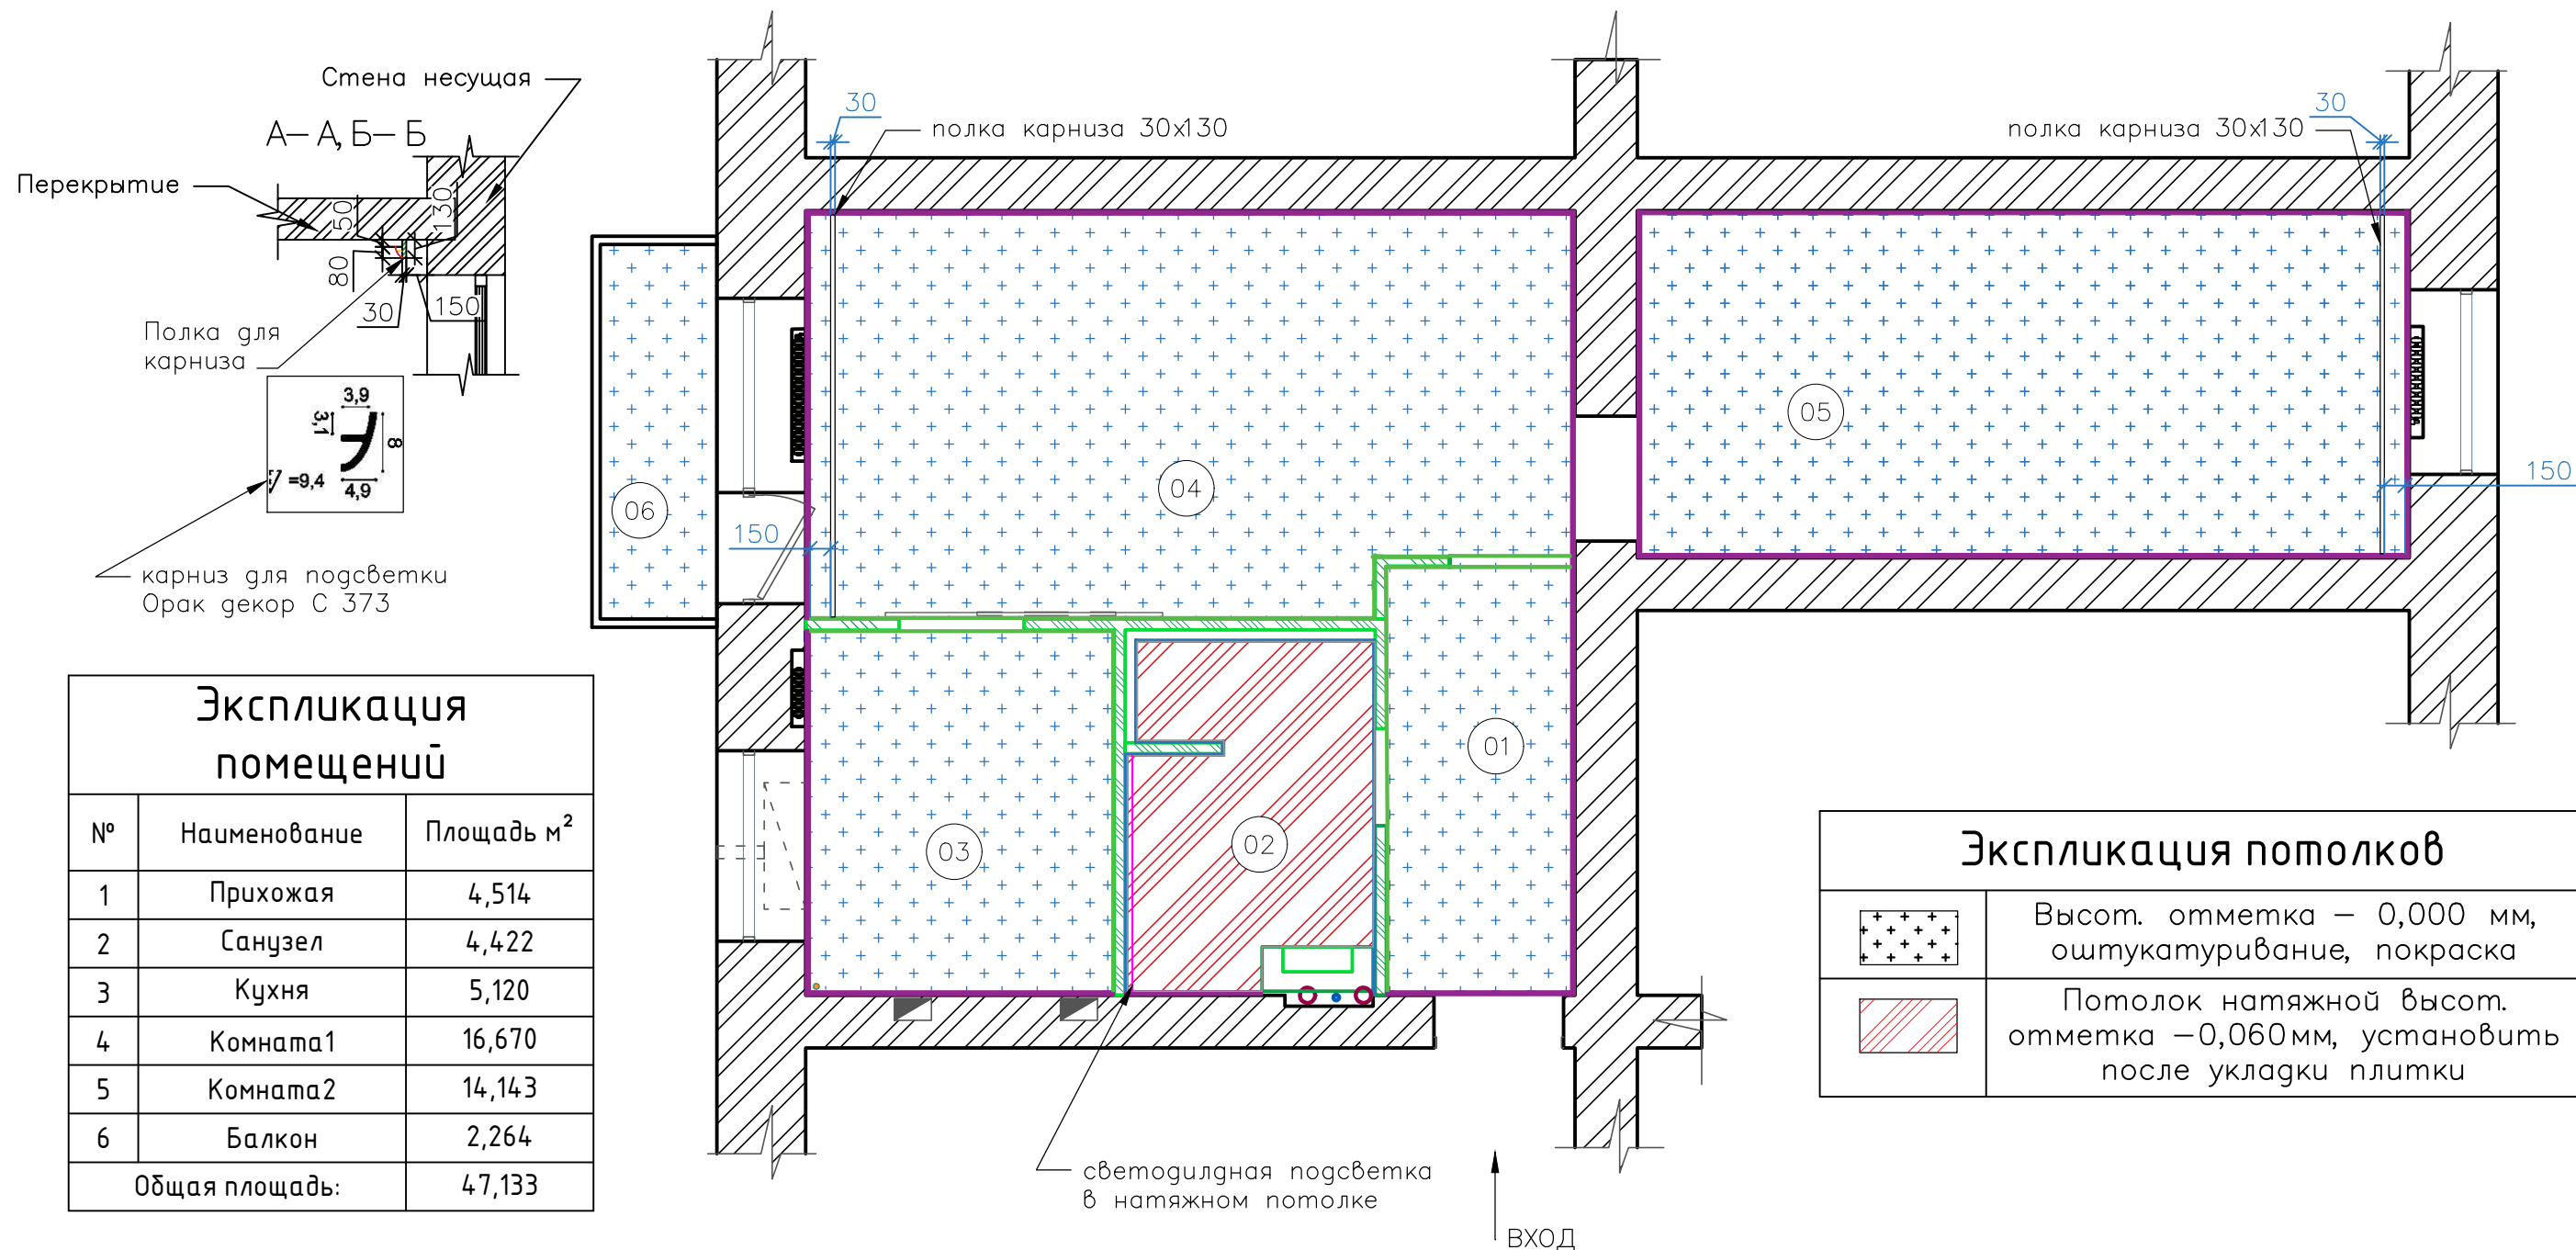 Стена несущая
А-А, Б-Б
Перекрытие
50
130
80
30
150
Полка для
карниза
3,9
3,1
8
=9,4
4,9
карниз для подсветки
Орак декор С 373
30
полка карниза 30x130
полка карниза 30x130
30
150
150
06
04
05
03
02
01
Экспликация
помещений
№ Наименование Площадь м²
1 Прихожая 4,514
2 Санузел 4,422
3 Кухня 5,120
4 Комната1 16,670
5 Комната2 14,143
6 Балкон 2,264
Общая площадь: 47,133
светодилдная подсветка
в натяжном потолке
ВХОД
Экспликация потолков
Высот. отметка – 0,000 мм,
оштукатуривание, покраска
Потолок натяжной высот.
отметка –0,060мм, установить
после укладки плитки